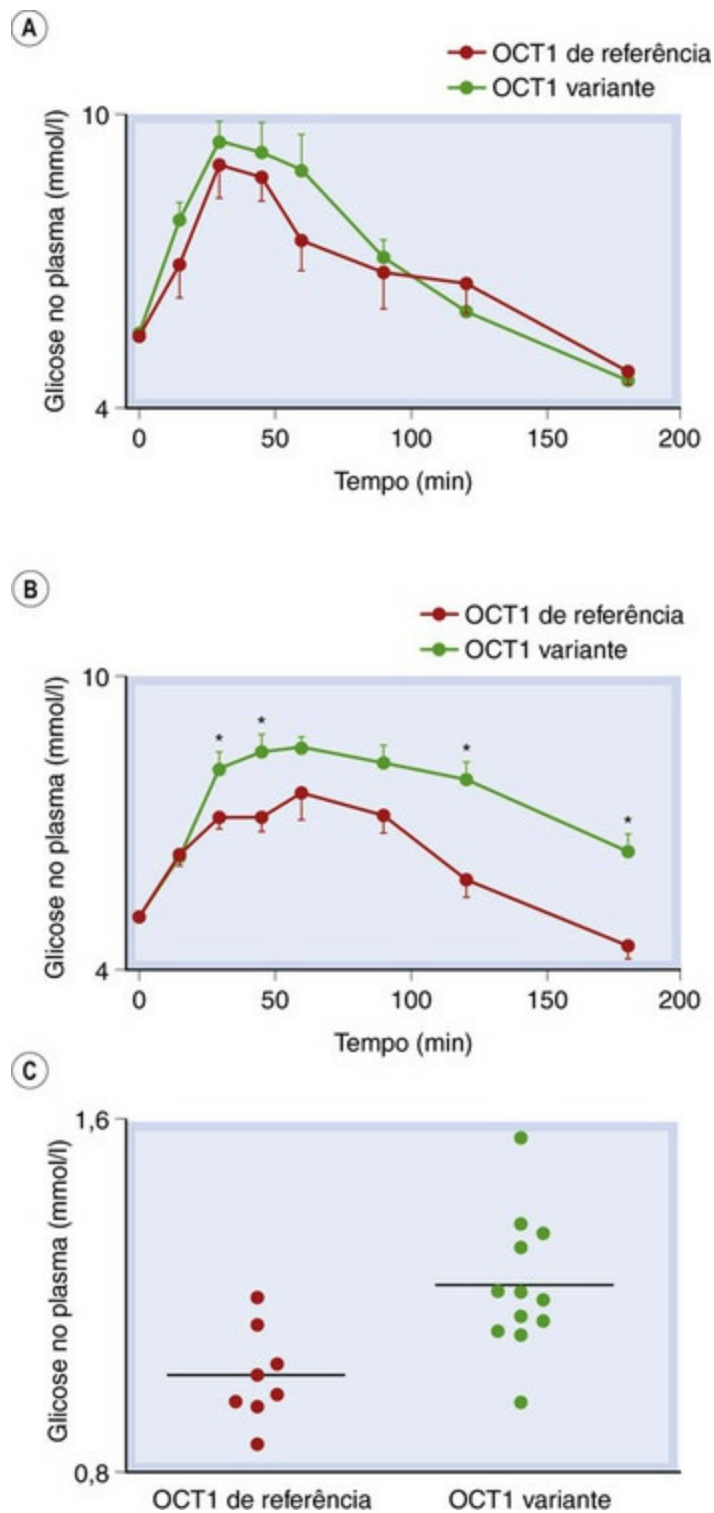 A
OCT1 de referência
OCT1 variante
10
Glicose no plasma (mmol/l)
4
0 50 100 150 200
Tempo (min)
B
OCT1 de referência
OCT1 variante
10
* * * *
Glicose no plasma (mmol/l)
4
0 50 100 150 200
Tempo (min)
C
1,6
Glicose no plasma (mmol/l)
0,8
OCT1 de referência OCT1 variante